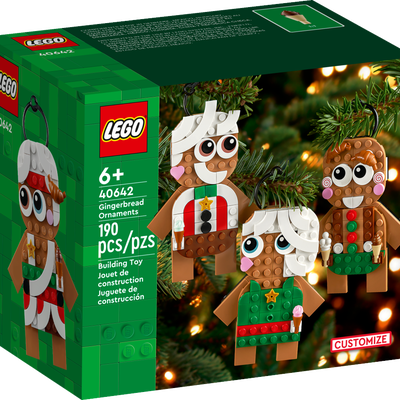 LEGO
40642
40642
LEGO
6+
40642
Gingerbread
Ornaments
190
pcs/pzs
Building Toy
Jouet de
construction
Juguete de
construcción
CUSTOMIZE